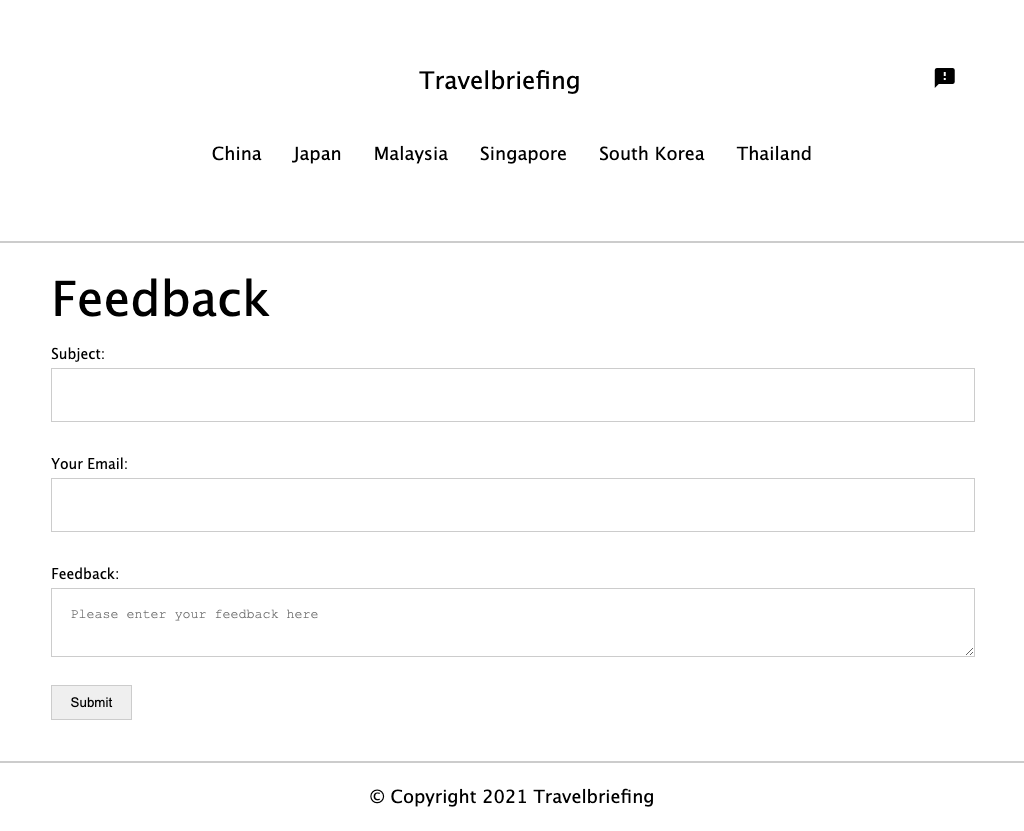 Travelbriefing
China Japan Malaysia Singapore South Korea Thailand
Feedback
Subject:
Your Email:
Feedback:
Please enter your feedback here
Submit
© Copyright 2021 Travelbriefing